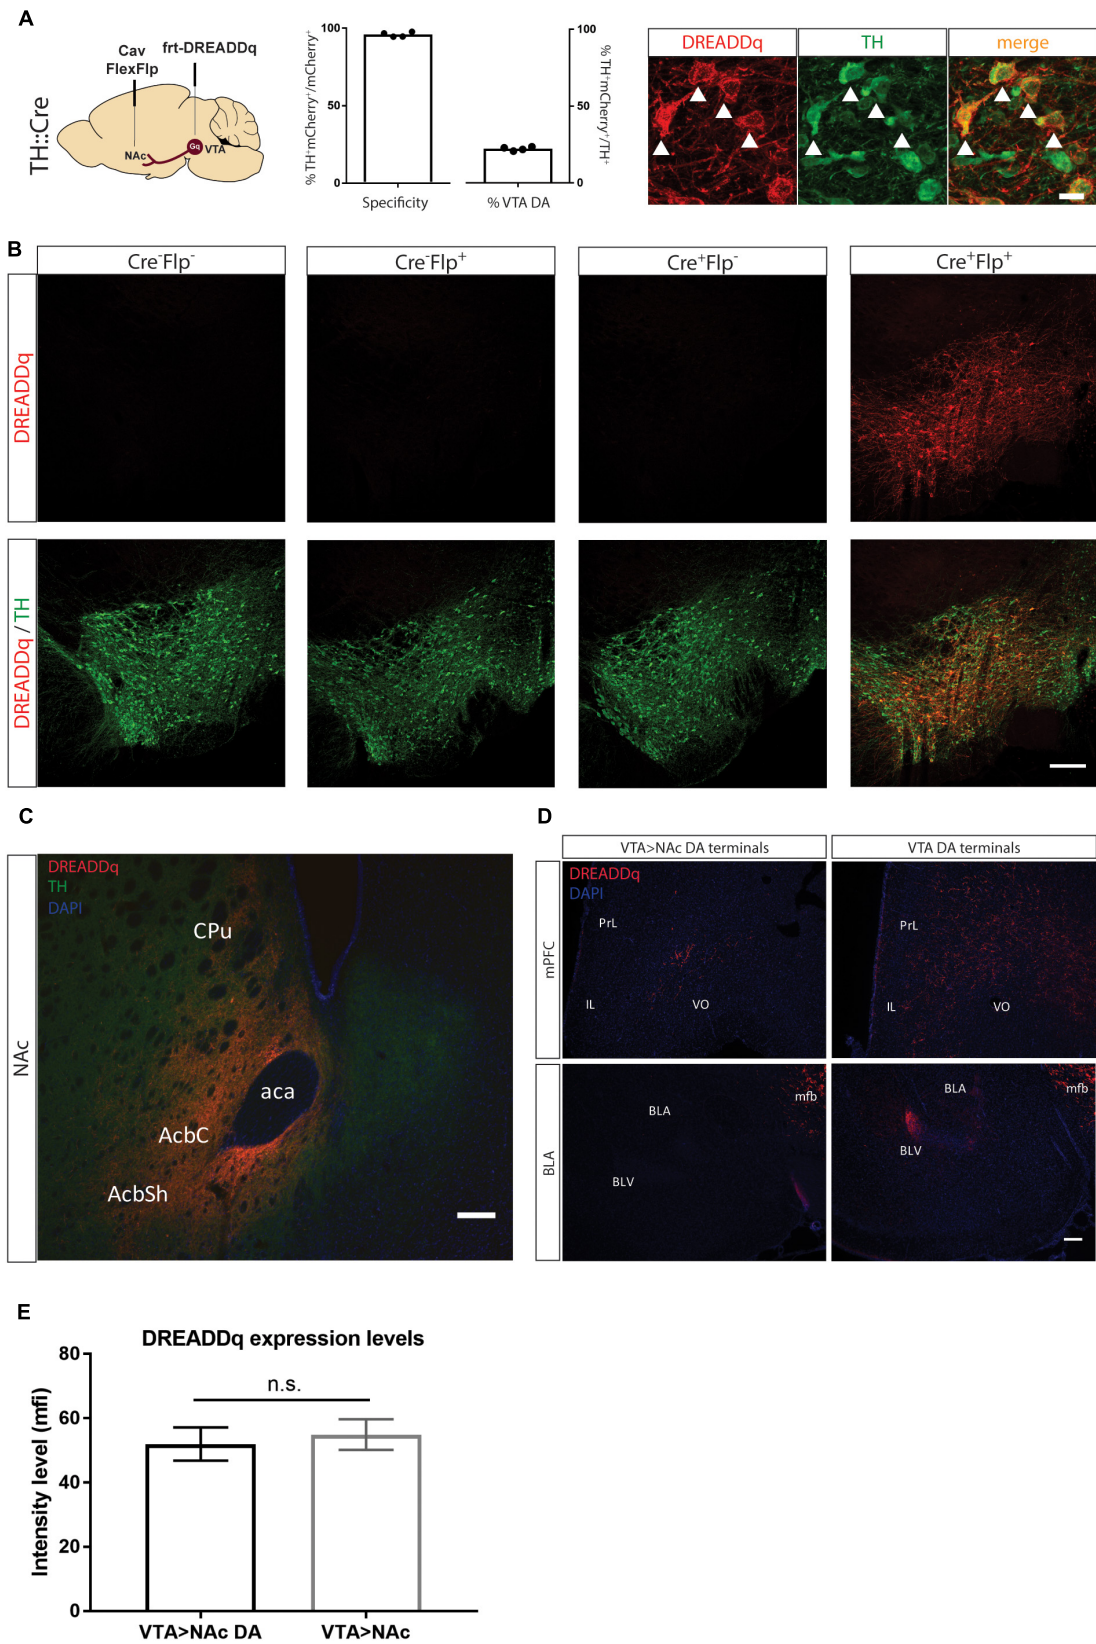 A
TH::Cre
Cav
FlexFlp
frt-DREADDq
NAc
Gq
VTA
% TH⁺mCherry⁺/mCherry⁺
100
50
0
Specificity
% VTA DA
100
50
0
% TH⁺mCherry⁺/TH⁺
DREADDq
TH
merge
B
Cre⁻Flp⁻
Cre⁻Flp⁺
Cre⁺Flp⁻
Cre⁺Flp⁺
DREADDq
DREADDq / TH
C
NAc
DREADDq
TH
DAPI
CPu
aca
AcbC
AcbSh
D
VTA>NAc DA terminals
VTA DA terminals
mPFC
DREADDq
DAPI
PrL
IL
VO
PrL
IL
VO
BLA
BLA
BLV
mfb
BLA
BLV
mfb
E
DREADDq expression levels
Intensity level (mfi)
80
60
40
20
0
n.s.
VTA>NAc DA
VTA>NAc